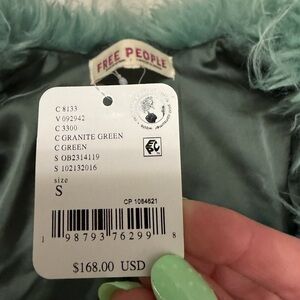 FREE PEOPLE
C 8133
V 092942
C 3300
C GRANITE GREEN
C GREEN
S OB2314119
S 102132016
size
S
CP 1084621
1 98793 76299 8
$168.00 USD